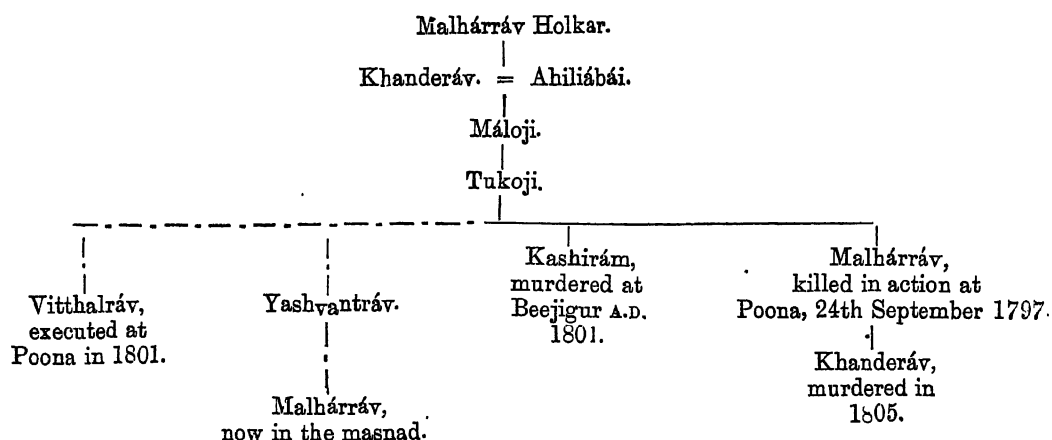 Malhárráv Holkar.
Khanderáv. = Ahiliábái.
Máloji.
Tukoji.
Vitthalráv,
executed at
Poona in 1801.
Yashvantráv.
Malhárráv,
now in the masnad.
Kashirám,
murdered at
Beejigur A.D.
1801.
Malhárráv,
killed in action at
Poona, 24th September 1797.
Khanderáv,
murdered in
1805.